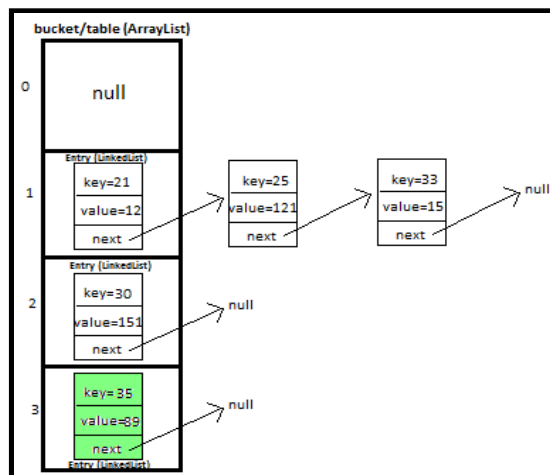 bucket/table (ArrayList)
0
null
Entry (LinkedList)
1
key=21
value=12
next
key=25
value=121
next
key=33
value=15
next
null
Entry (LinkedList)
2
key=30
value=151
next
null
3
key=35
value=89
next
null
Entry (LinkedList)